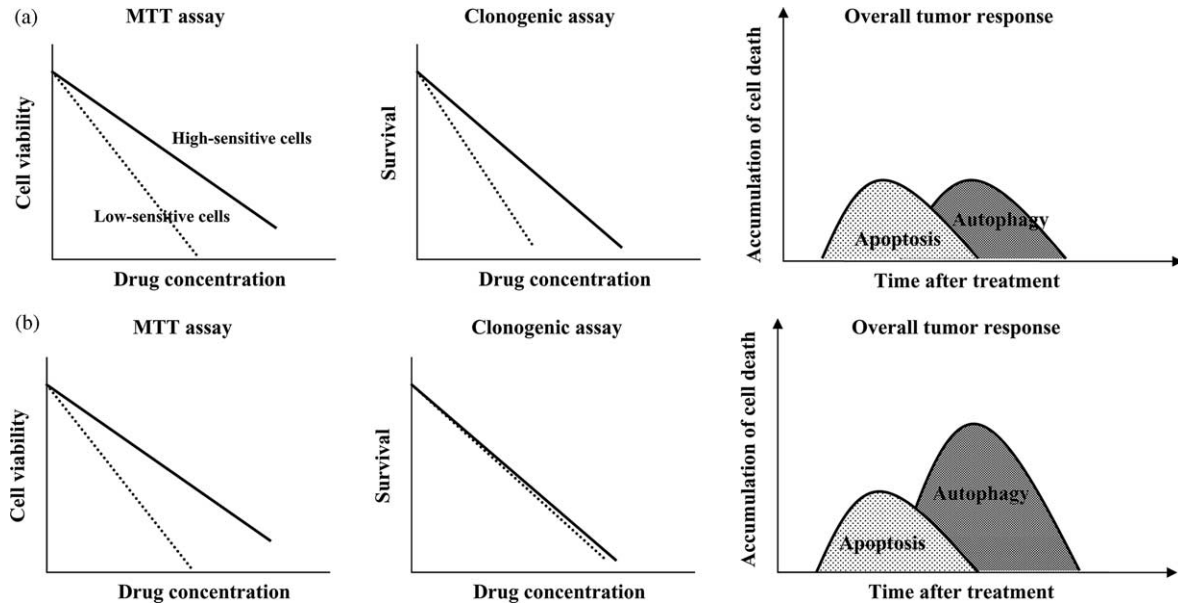 (a)
MTT assay
Clonogenic assay
Overall tumor response
Cell viability
High-sensitive cells
Low-sensitive cells
Drug concentration
Survival
Drug concentration
Accumulation of cell death
Apoptosis
Autophagy
Time after treatment
(b)
MTT assay
Clonogenic assay
Overall tumor response
Cell viability
Drug concentration
Survival
Drug concentration
Accumulation of cell death
Apoptosis
Autophagy
Time after treatment